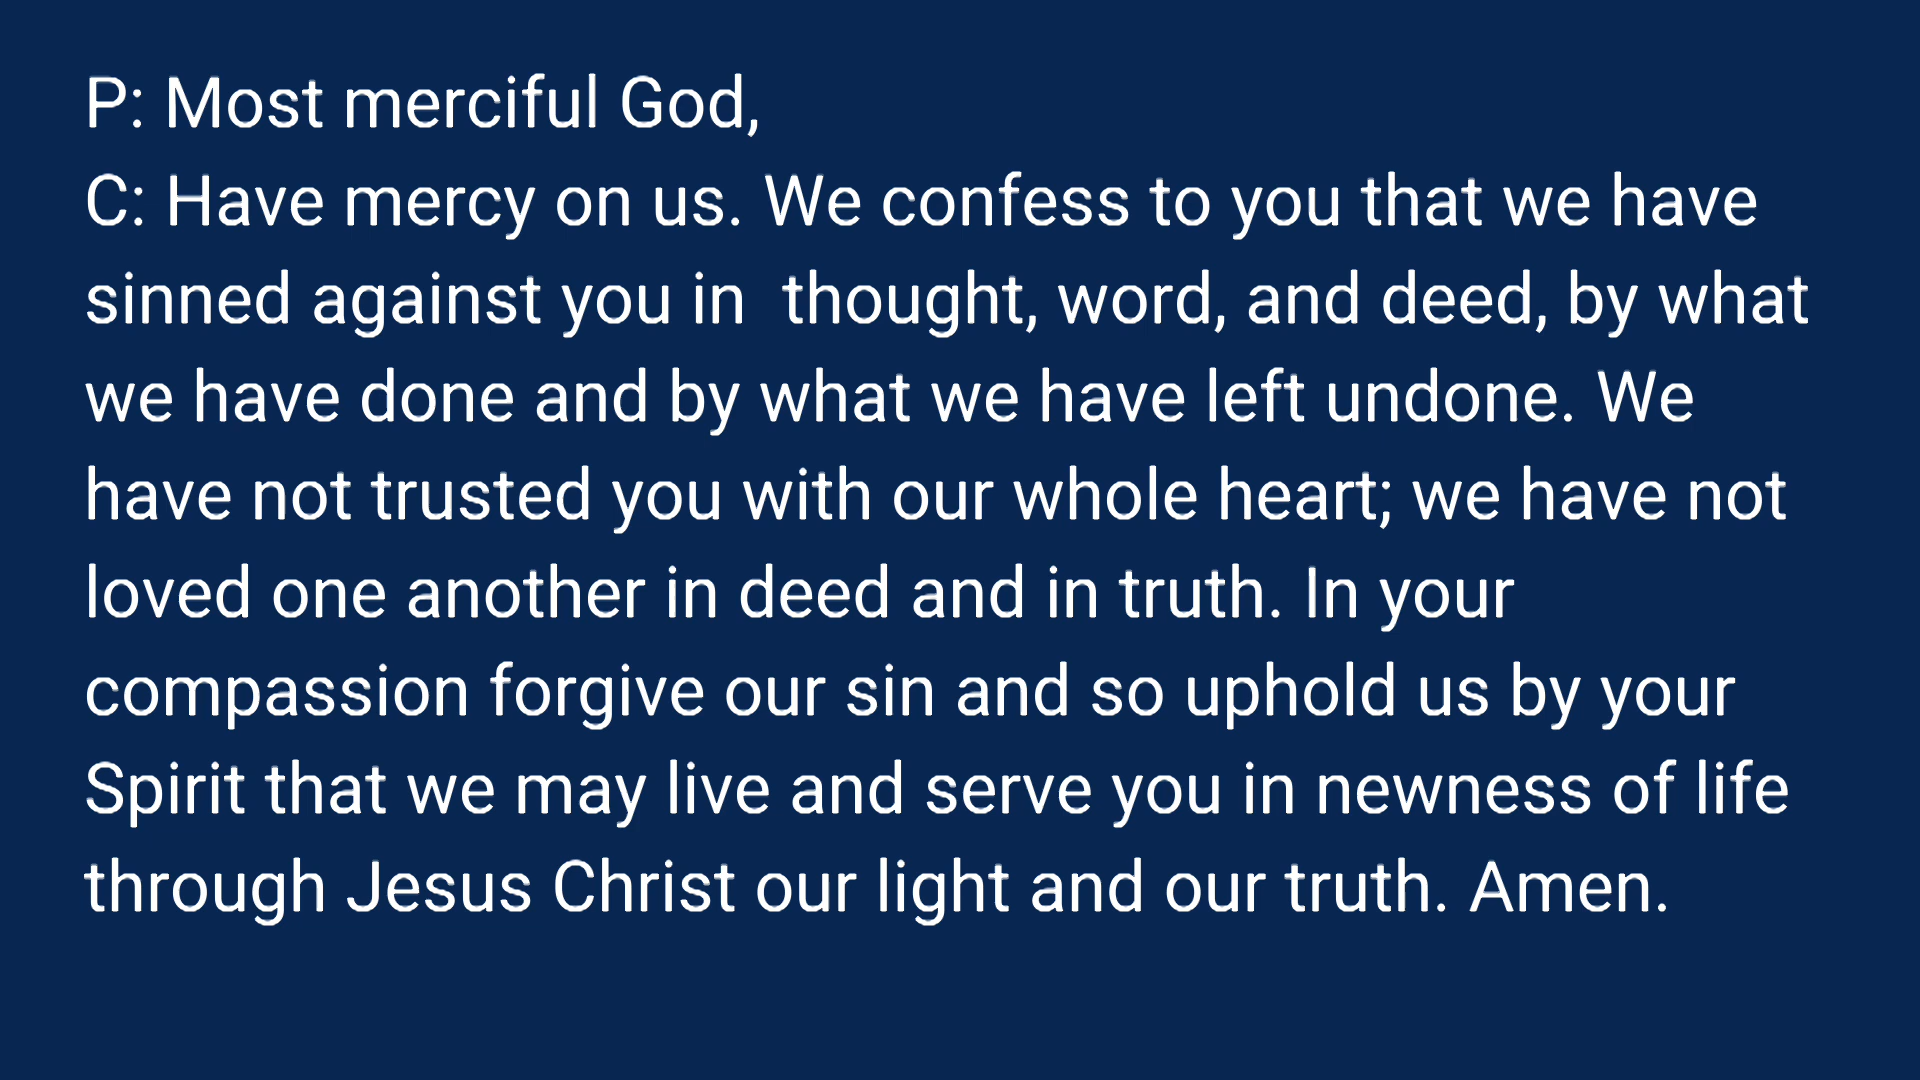 P: Most merciful God,
C: Have mercy on us. We confess to you that we have
sinned against you in  thought, word, and deed, by what
we have done and by what we have left undone. We
have not trusted you with our whole heart; we have not
loved one another in deed and in truth. In your
compassion forgive our sin and so uphold us by your
Spirit that we may live and serve you in newness of life
through Jesus Christ our light and our truth. Amen.